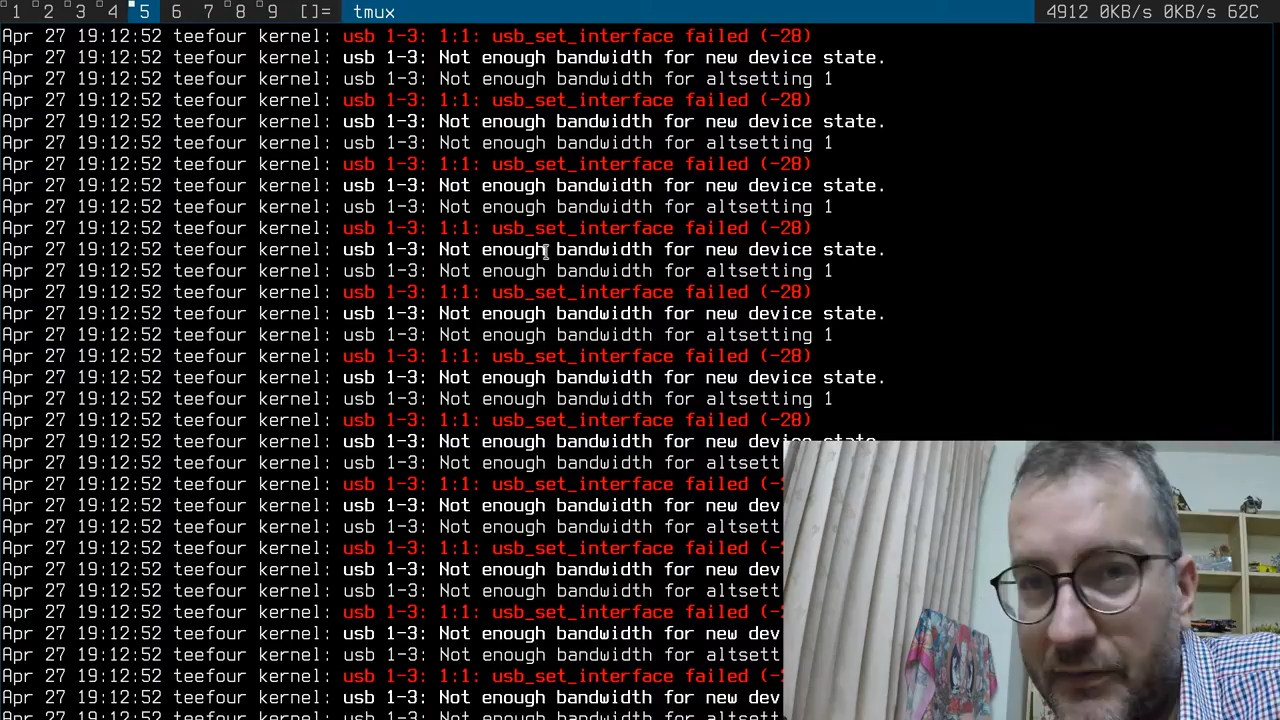 1 2 3 4 5 6 7 8 9 []= tmux 4912 0KB/s 0KB/s 62C
Apr 27 19:12:52 teefour kernel: usb 1-3: 1:1: usb_set_interface failed (-28)
Apr 27 19:12:52 teefour kernel: usb 1-3: Not enough bandwidth for new device state.
Apr 27 19:12:52 teefour kernel: usb 1-3: Not enough bandwidth for altsetting 1
Apr 27 19:12:52 teefour kernel: usb 1-3: 1:1: usb_set_interface failed (-28)
Apr 27 19:12:52 teefour kernel: usb 1-3: Not enough bandwidth for new device state.
Apr 27 19:12:52 teefour kernel: usb 1-3: Not enough bandwidth for altsetting 1
Apr 27 19:12:52 teefour kernel: usb 1-3: 1:1: usb_set_interface failed (-28)
Apr 27 19:12:52 teefour kernel: usb 1-3: Not enough bandwidth for new device state.
Apr 27 19:12:52 teefour kernel: usb 1-3: Not enough bandwidth for altsetting 1
Apr 27 19:12:52 teefour kernel: usb 1-3: 1:1: usb_set_interface failed (-28)
Apr 27 19:12:52 teefour kernel: usb 1-3: Not enough bandwidth for new device state.
Apr 27 19:12:52 teefour kernel: usb 1-3: Not enough bandwidth for altsetting 1
Apr 27 19:12:52 teefour kernel: usb 1-3: 1:1: usb_set_interface failed (-28)
Apr 27 19:12:52 teefour kernel: usb 1-3: Not enough bandwidth for new device state.
Apr 27 19:12:52 teefour kernel: usb 1-3: Not enough bandwidth for altsetting 1
Apr 27 19:12:52 teefour kernel: usb 1-3: 1:1: usb_set_interface failed (-28)
Apr 27 19:12:52 teefour kernel: usb 1-3: Not enough bandwidth for new device state.
Apr 27 19:12:52 teefour kernel: usb 1-3: Not enough bandwidth for altsetting 1
Apr 27 19:12:52 teefour kernel: usb 1-3: 1:1: usb_set_interface failed (-28)
Apr 27 19:12:52 teefour kernel: usb 1-3: Not enough bandwidth for new device state.
Apr 27 19:12:52 teefour kernel: usb 1-3: Not enough bandwidth for altsett
Apr 27 19:12:52 teefour kernel: usb 1-3: 1:1: usb_set_interface failed (-
Apr 27 19:12:52 teefour kernel: usb 1-3: Not enough bandwidth for new dev
Apr 27 19:12:52 teefour kernel: usb 1-3: Not enough bandwidth for altsett
Apr 27 19:12:52 teefour kernel: usb 1-3: 1:1: usb_set_interface failed (-
Apr 27 19:12:52 teefour kernel: usb 1-3: Not enough bandwidth for new dev
Apr 27 19:12:52 teefour kernel: usb 1-3: Not enough bandwidth for altsett
Apr 27 19:12:52 teefour kernel: usb 1-3: 1:1: usb_set_interface failed (-
Apr 27 19:12:52 teefour kernel: usb 1-3: Not enough bandwidth for new dev
Apr 27 19:12:52 teefour kernel: usb 1-3: Not enough bandwidth for altsett
Apr 27 19:12:52 teefour kernel: usb 1-3: 1:1: usb_set_interface failed (-
Apr 27 19:12:52 teefour kernel: usb 1-3: Not enough bandwidth for new dev